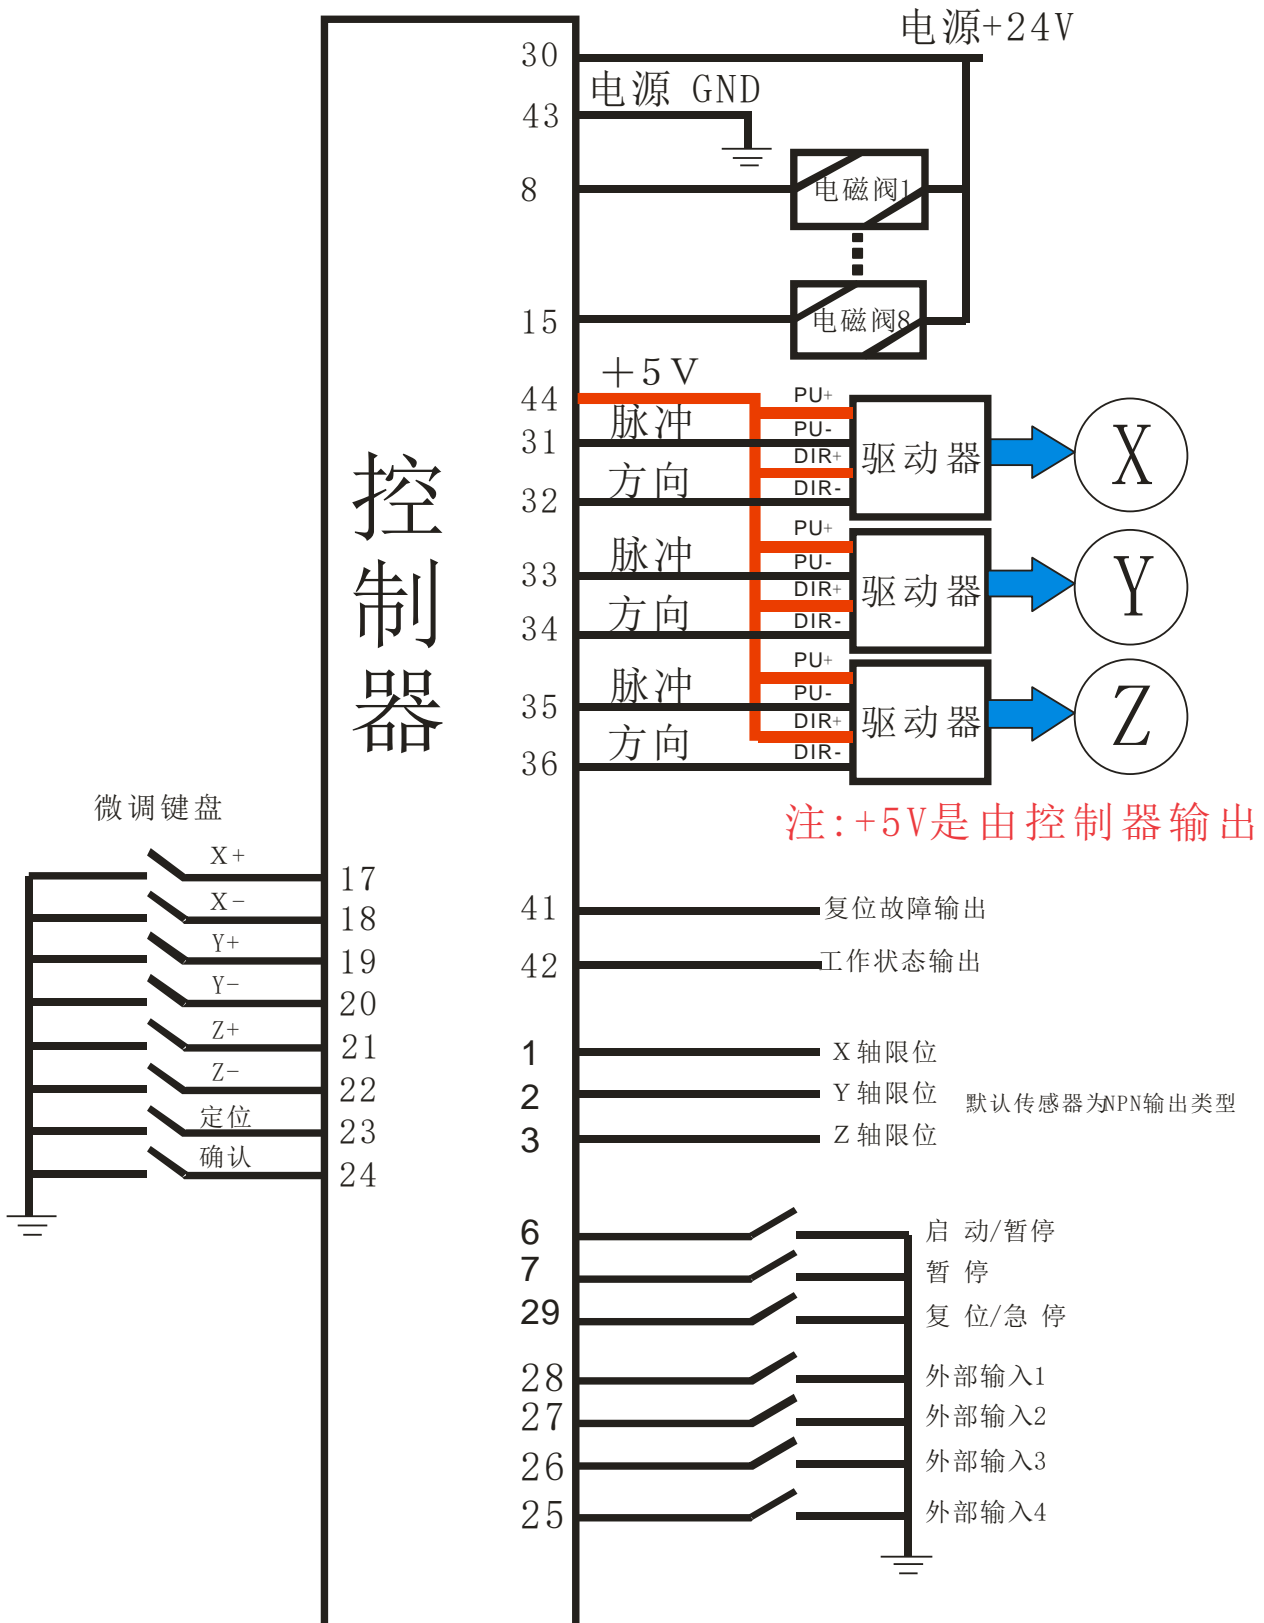 电源+24V
30
电源 GND
43
8
电磁阀1
15
电磁阀8
+5V
44
脉冲
31
方向
32
PU+
PU-
DIR+
DIR-
驱动器
X
脉冲
33
方向
34
PU+
PU-
DIR+
DIR-
驱动器
Y
脉冲
35
方向
36
PU+
PU-
DIR+
DIR-
驱动器
Z
控制器
注:+5V是由控制器输出
微调键盘
X+ 17
X- 18
Y+ 19
Y- 20
Z+ 21
Z- 22
定位 23
确认 24
41 复位故障输出
42 工作状态输出
1 X轴限位
2 Y轴限位
3 Z轴限位
默认传感器为NPN输出类型
6 启动/暂停
7 暂停
29 复位/急停
28 外部输入1
27 外部输入2
26 外部输入3
25 外部输入4